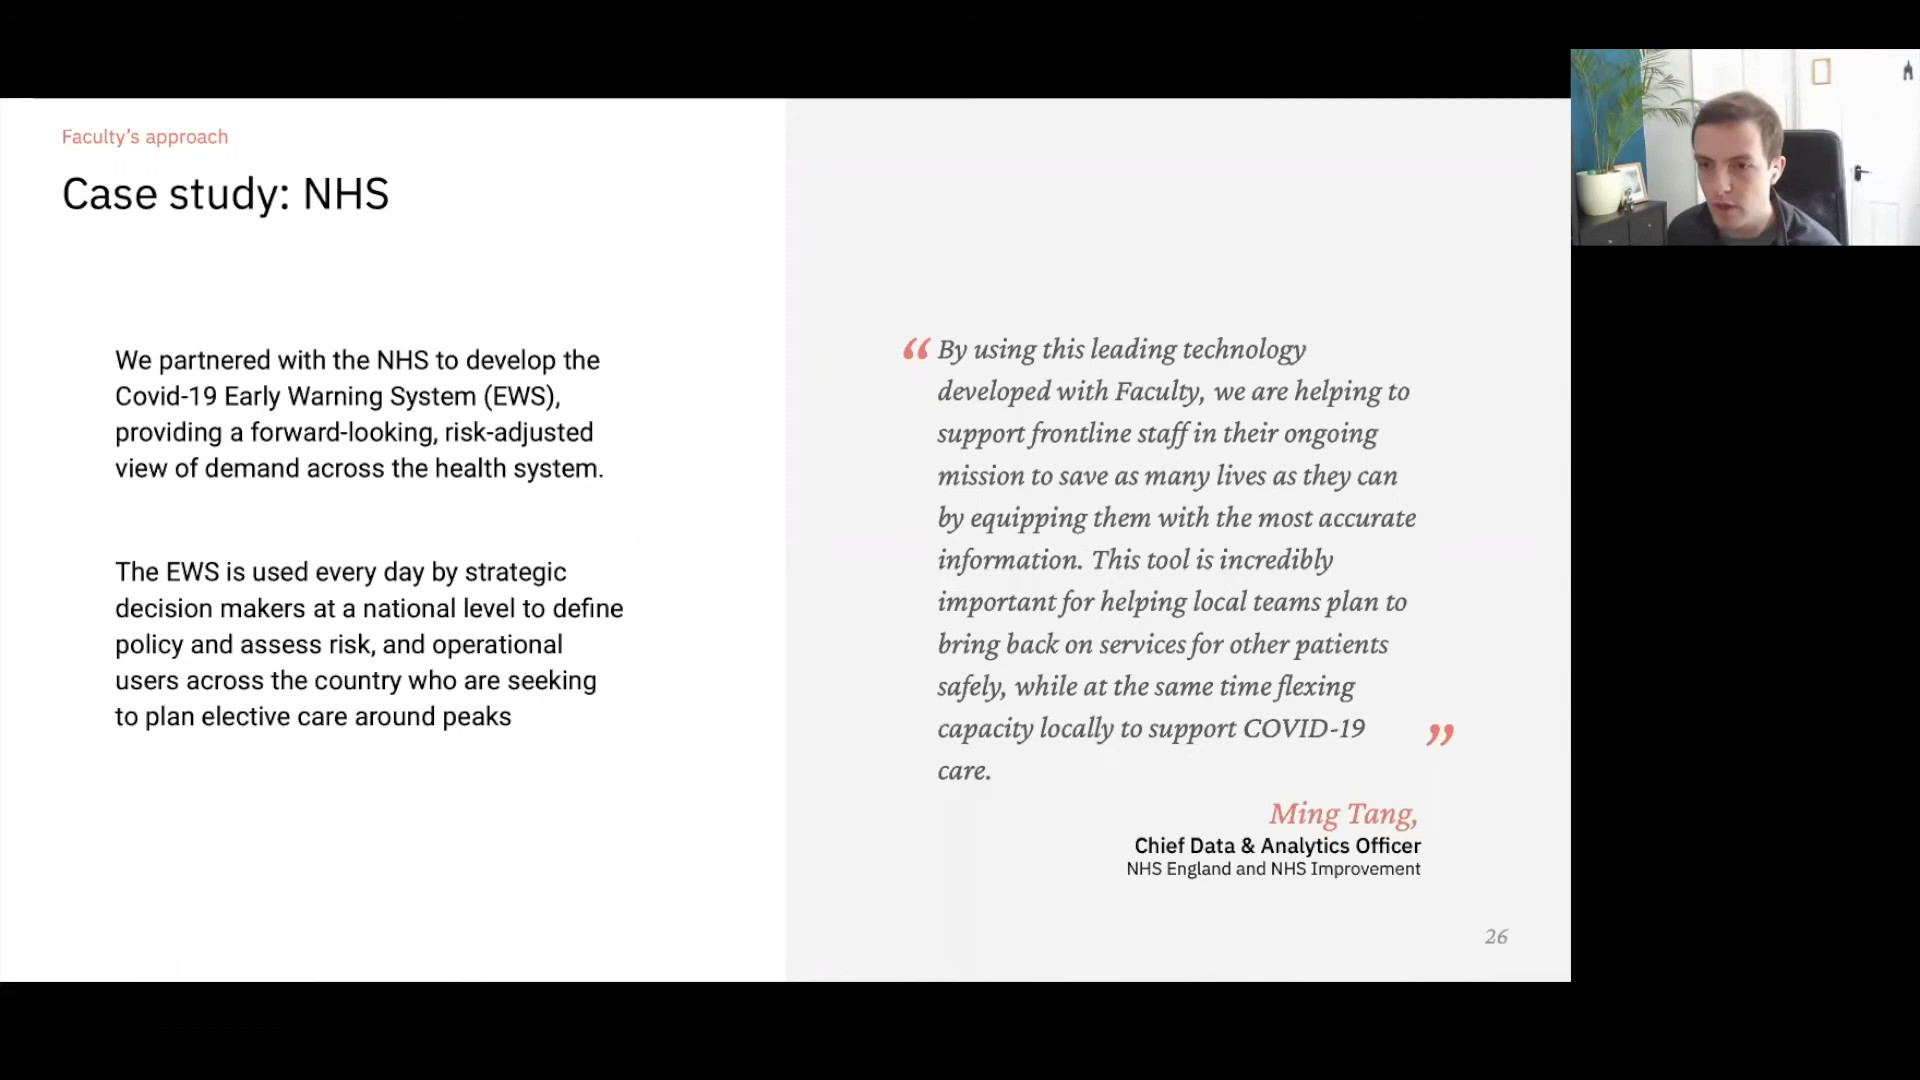 Faculty’s approach
Case study: NHS
We partnered with the NHS to develop the
Covid-19 Early Warning System (EWS),
providing a forward-looking, risk-adjusted
view of demand across the health system.
The EWS is used every day by strategic
decision makers at a national level to define
policy and assess risk, and operational
users across the country who are seeking
to plan elective care around peaks
“ By using this leading technology
developed with Faculty, we are helping to
support frontline staff in their ongoing
mission to save as many lives as they can
by equipping them with the most accurate
information. This tool is incredibly
important for helping local teams plan to
bring back on services for other patients
safely, while at the same time flexing
capacity locally to support COVID-19 ”
care.
Ming Tang,
Chief Data & Analytics Officer
NHS England and NHS Improvement
26